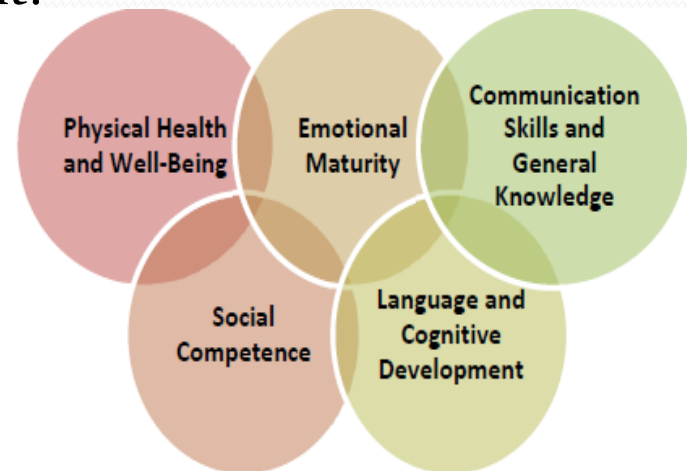 Physical Health
and Well-Being
Emotional
Maturity
Communication
Skills and
General
Knowledge
Social
Competence
Language and
Cognitive
Development